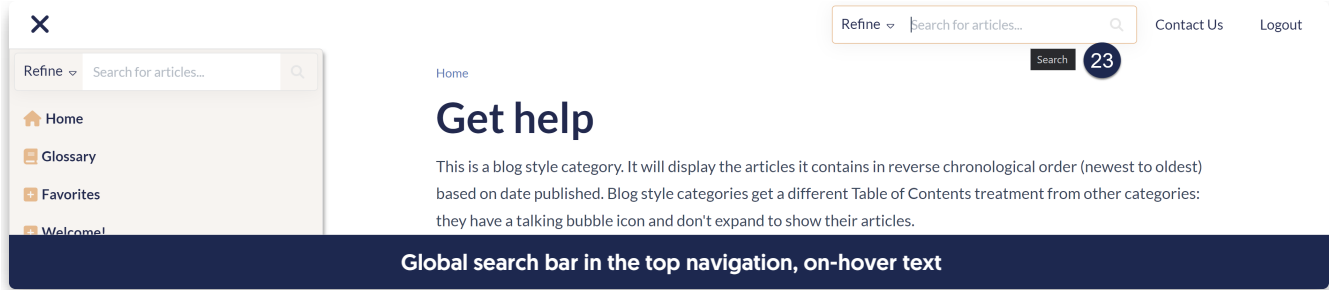 Refine Search for articles... Contact Us Logout
Search 23
Refine Search for articles...
Home
Glossary
Favorites
Welcome!
Home
Get help
This is a blog style category. It will display the articles it contains in reverse chronological order (newest to oldest)
based on date published. Blog style categories get a different Table of Contents treatment from other categories:
they have a talking bubble icon and don't expand to show their articles.
Global search bar in the top navigation, on-hover text